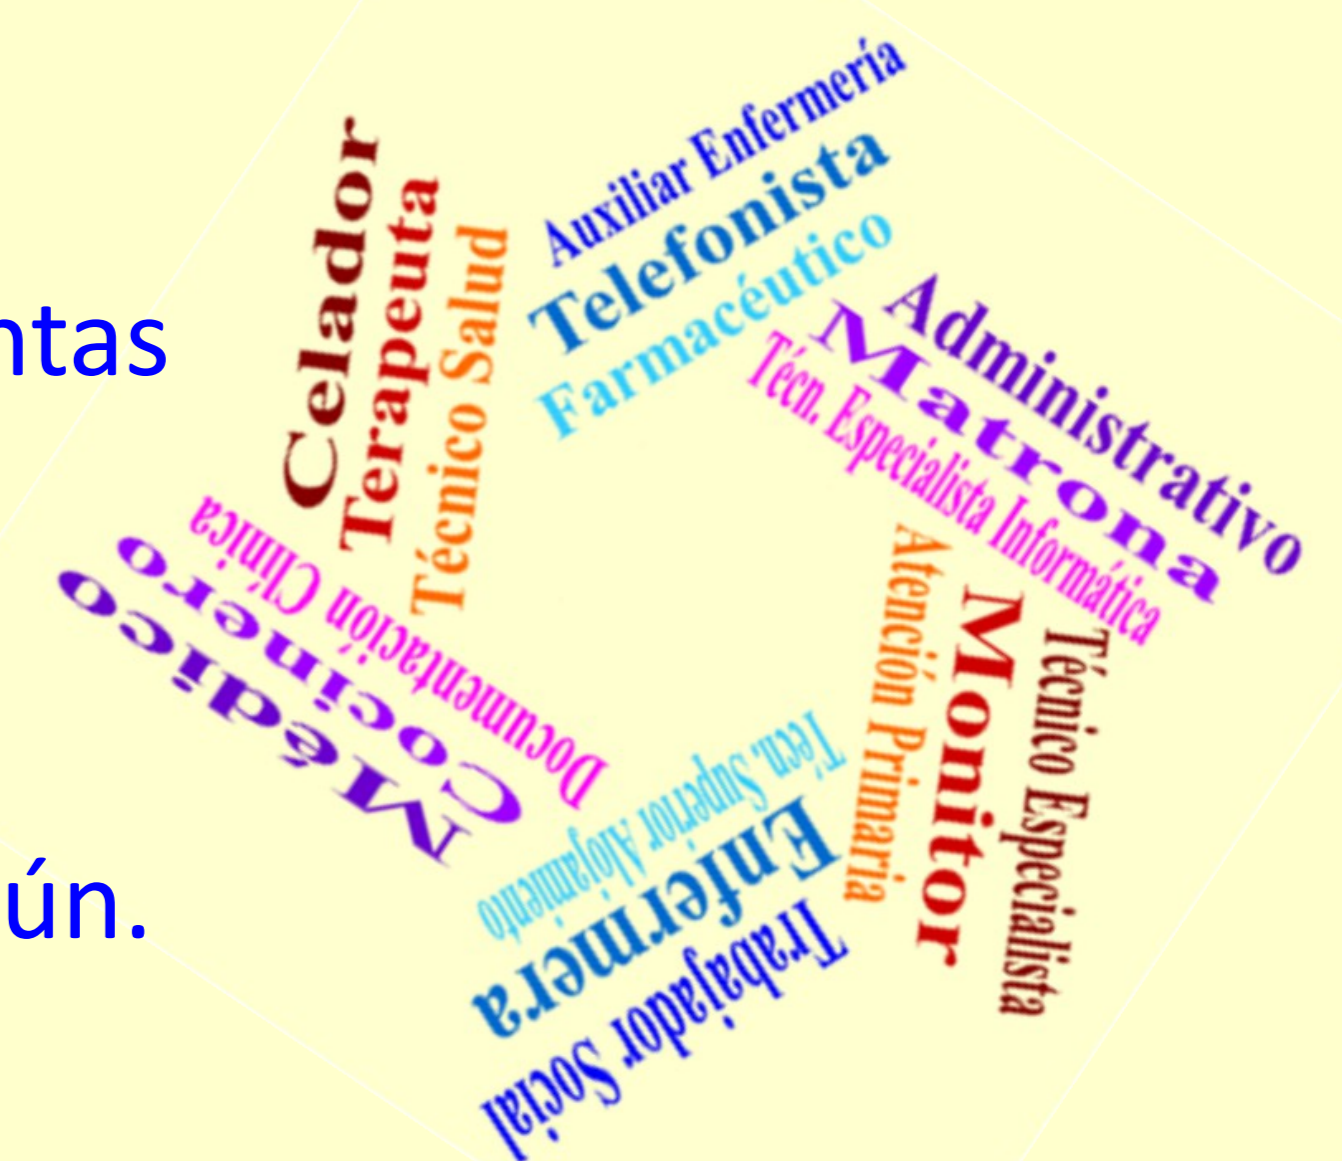 ntas
ún.
Celador
Terapeuta
Técnico Salud
Auxiliar Enfermería
Telefonista
Farmacéutico
Administrativo
Matrona
Técn. Especialista Informática
Técnico Especialista
Monitor
Atención Primaria
Técn. Superior Alojamiento
Enfermera
Trabajador Social
Documentación Clínica
Cocinero
Médico